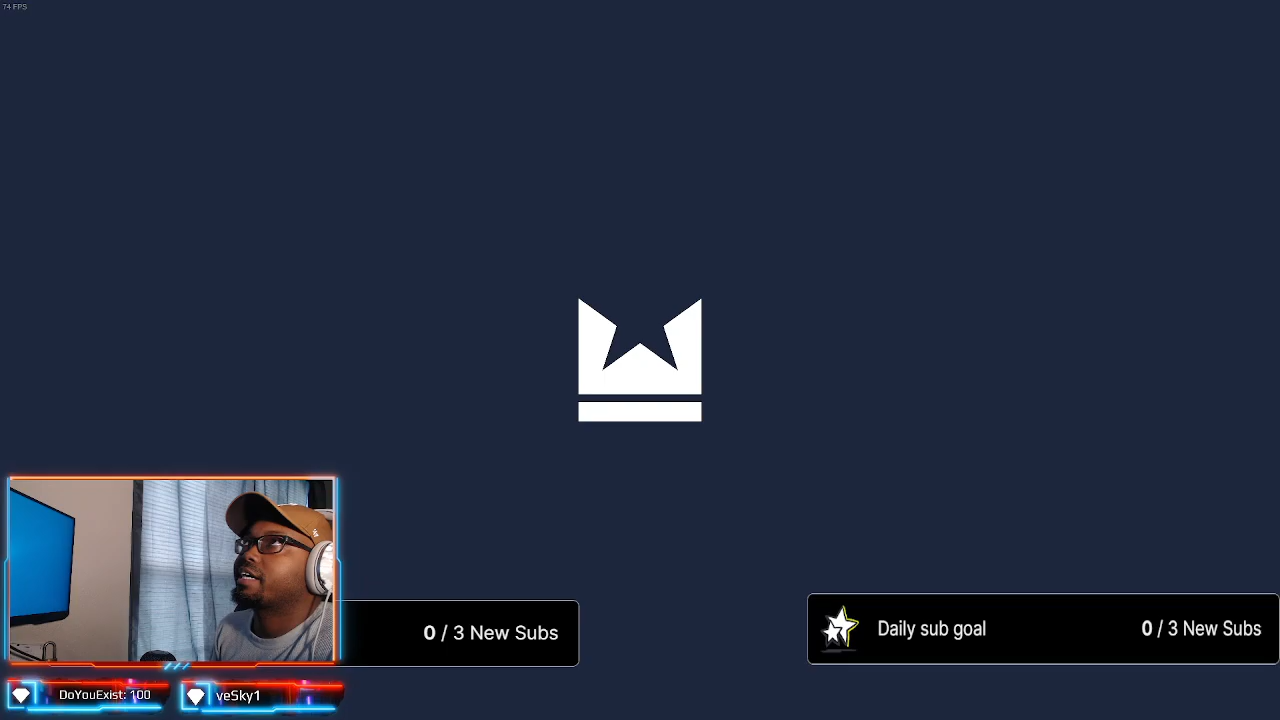 74 FPS
0 / 3 New Subs
Daily sub goal
0 / 3 New Subs
DoYouExist: 100
veSky1